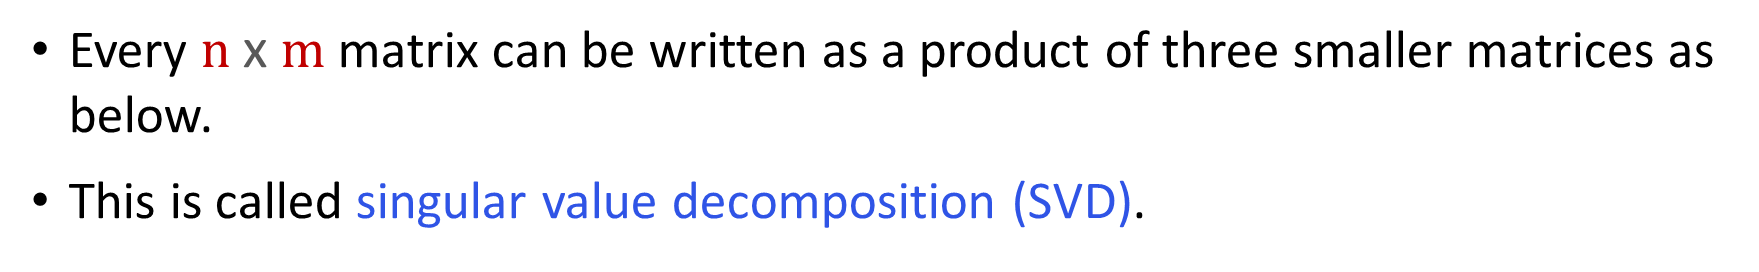 • Every n x m matrix can be written as a product of three smaller matrices as
below.
• This is called singular value decomposition (SVD).